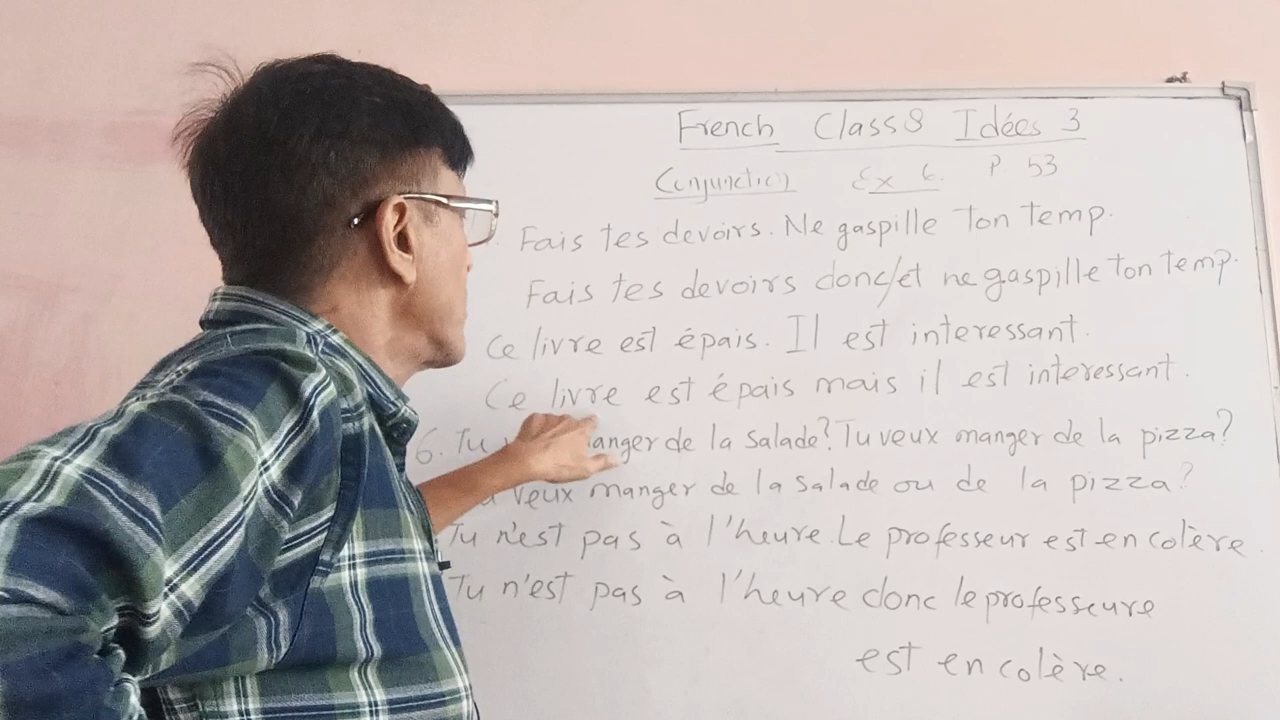 French Class 8 Idées 3
Conjunction Ex 6. P 53
Fais tes devoirs. Ne gaspille ton temp.
Fais tes devoirs donc/et ne gaspille ton temp.
Ce livre est épais. Il est interessant.
Ce livre est épais mais il est interessant.
6. Tu manger de la salade? Tu veux manger de la pizza?
veux manger de la salade ou de la pizza?
Tu n'est pas à l'heure. Le professeur est en colère.
Tu n'est pas à l'heure donc le professeure
est en colère.